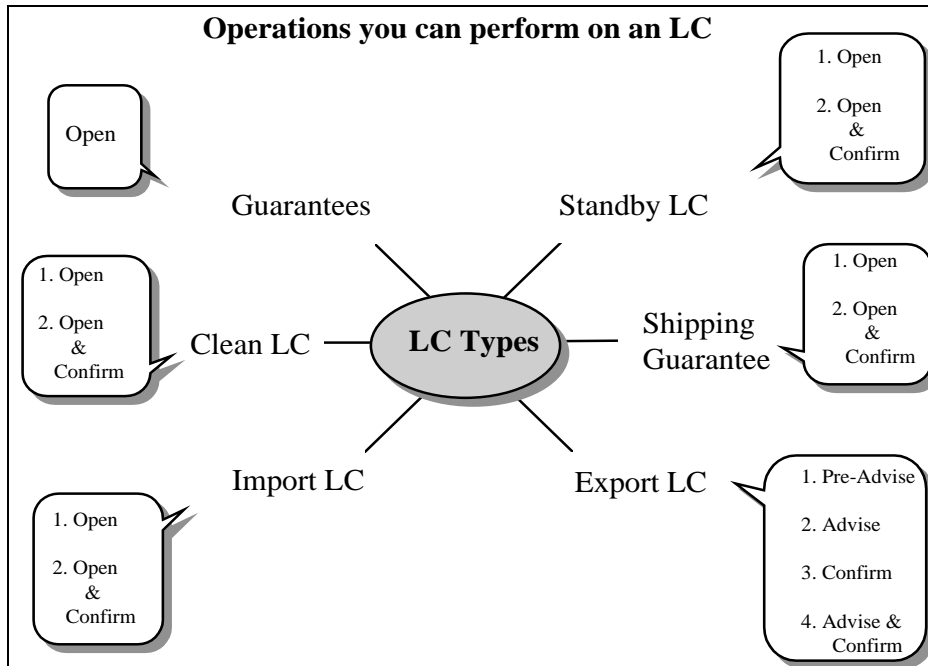 Operations you can perform on an LC
Open
Guarantees
1. Open
2. Open
&
Confirm
Standby LC
1. Open
2. Open
&
Confirm
Clean LC
LC Types
Shipping
Guarantee
1. Open
2. Open
&
Confirm
Import LC
1. Open
2. Open
&
Confirm
Export LC
1. Pre-Advise
2. Advise
3. Confirm
4. Advise &
Confirm